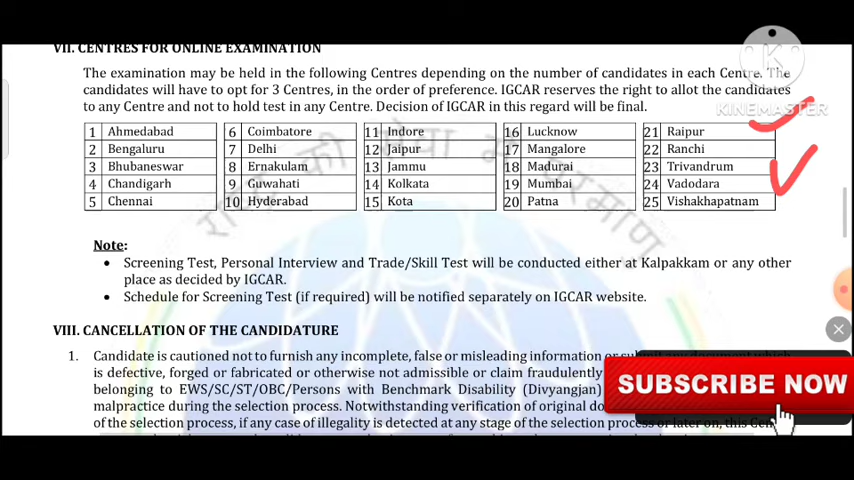 VII. CENTRES FOR ONLINE EXAMINATION
KINEMASTER
The examination may be held in the following Centres depending on the number of candidates in each Centre. The
candidates will have to opt for 3 Centres, in the order of preference. IGCAR reserves the right to allot the candidates
to any Centre and not to hold test in any Centre. Decision of IGCAR in this regard will be final.
1 Ahmedabad 6 Coimbatore 11 Indore 16 Lucknow 21 Raipur
2 Bengaluru 7 Delhi 12 Jaipur 17 Mangalore 22 Ranchi
3 Bhubaneswar 8 Ernakulam 13 Jammu 18 Madurai 23 Trivandrum
4 Chandigarh 9 Guwahati 14 Kolkata 19 Mumbai 24 Vadodara
5 Chennai 10 Hyderabad 15 Kota 20 Patna 25 Vishakhapatnam
Note:
• Screening Test, Personal Interview and Trade/Skill Test will be conducted either at Kalpakkam or any other
place as decided by IGCAR.
• Schedule for Screening Test (if required) will be notified separately on IGCAR website.
VIII. CANCELLATION OF THE CANDIDATURE
1. Candidate is cautioned not to furnish any incomplete, false or misleading information or submit any document which
is defective, forged or fabricated or otherwise not admissible or claim fraudulently
belonging to EWS/SC/ST/OBC/Persons with Benchmark Disability (Divyangjan)
malpractice during the selection process. Notwithstanding verification of original
of the selection process, if any case of illegality is detected at any stage of the selection process or later on, this
SUBSCRIBE NOW